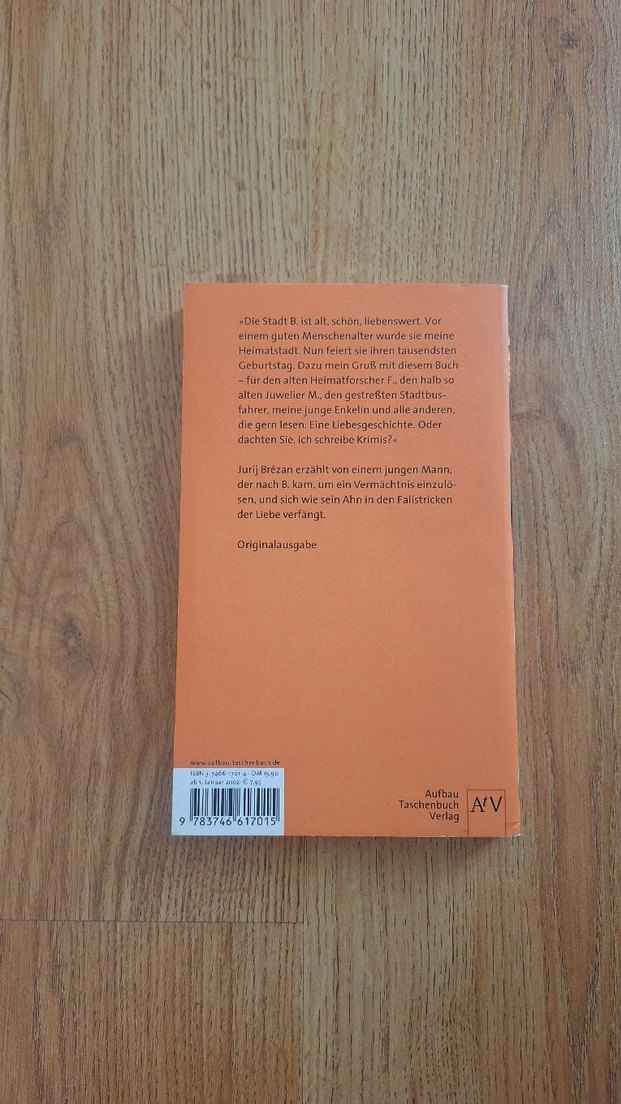 »Die Stadt B. ist alt, schön, liebenswert. Vor
einem guten Menschenalter wurde sie meine
Heimatstadt. Nun feiert sie ihren tausendsten
Geburtstag. Dazu mein Gruß mit diesem Buch
– für den alten Heimatforscher F., den halb so
alten Juwelier M., den gestreßten Stadtbus-
fahrer, meine junge Enkelin und alle anderen,
die gern lesen. Eine Liebesgeschichte. Oder
dachten Sie, ich schreibe Krimis?«
Jurij Brězan erzählt von einem jungen Mann,
der nach B. kam, um ein Vermächtnis einzulö-
sen, und sich wie sein Ahn in den Fallstricken
der Liebe verfängt.
Originalausgabe
www.aufbau-taschenbuch.de
ISBN 3-7466-1701-4 · DM 15,90
ab 1. Januar 2002: € 7,95
9 783746 617015
Aufbau
Taschenbuch
Verlag
AtV